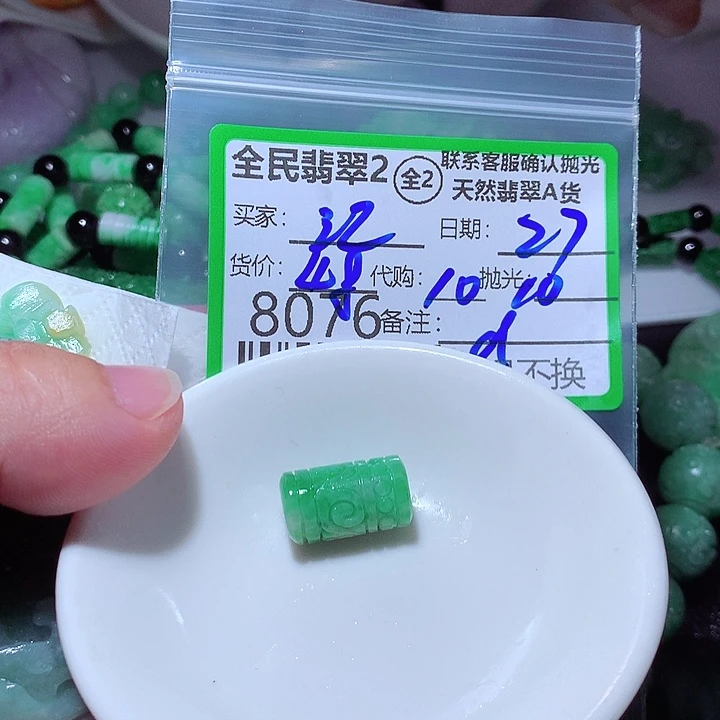 全民翡翠2 全2 联系客服确认抛光
天然翡翠A货
买家: 日期: 27
货价: 代购: 10 抛光: 10
8076 备注:
不换